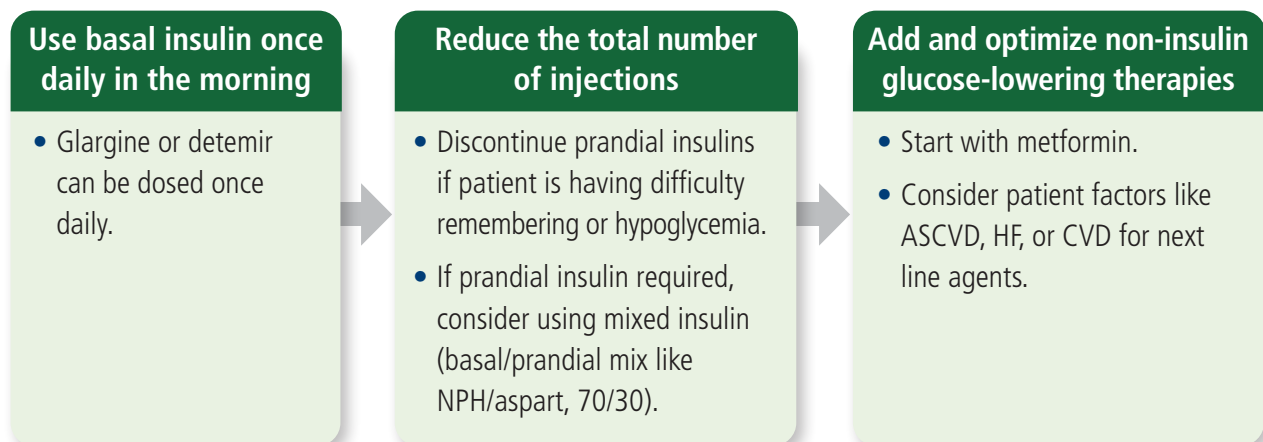 Use basal insulin once
daily in the morning
• Glargine or detemir
can be dosed once
daily.
Reduce the total number
of injections
• Discontinue prandial insulins
if patient is having difficulty
remembering or hypoglycemia.
• If prandial insulin required,
consider using mixed insulin
(basal/prandial mix like
NPH/aspart, 70/30).
Add and optimize non-insulin
glucose-lowering therapies
• Start with metformin.
• Consider patient factors like
ASCVD, HF, or CVD for next
line agents.